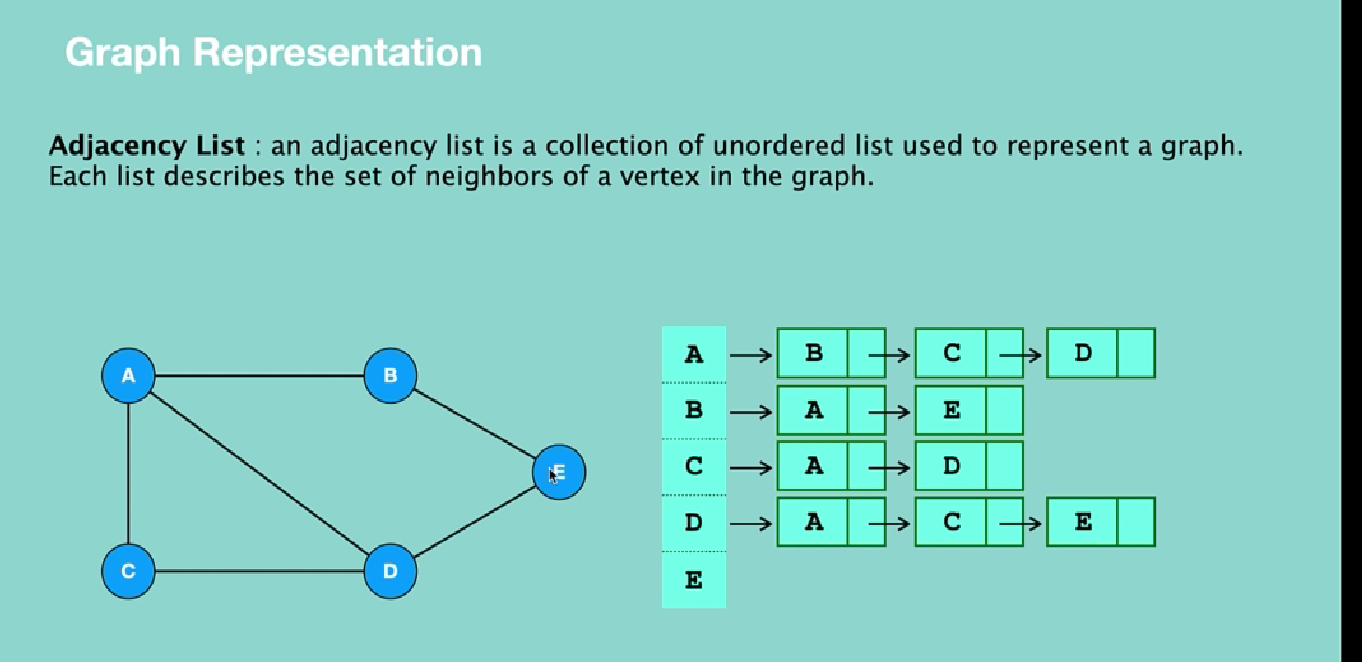 Graph Representation
Adjacency List : an adjacency list is a collection of unordered list used to represent a graph.
Each list describes the set of neighbors of a vertex in the graph.
A B
E
C D
A B C D
B A E
C A D
D A C E
E